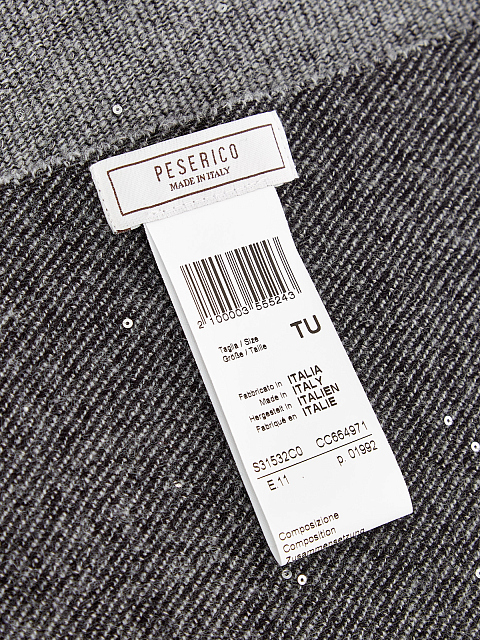 PESERICO
MADE IN ITALY
2 100003 555243
Taglia / Size
Größe / Taille
TU
Fabbricato in ITALIA
Made in ITALY
Hergestellt in ITALIEN
Fabriqué en ITALIE
S31532C0 CC664971
E.11 p. 01992
Composizione
Composition
Zusammensetzung